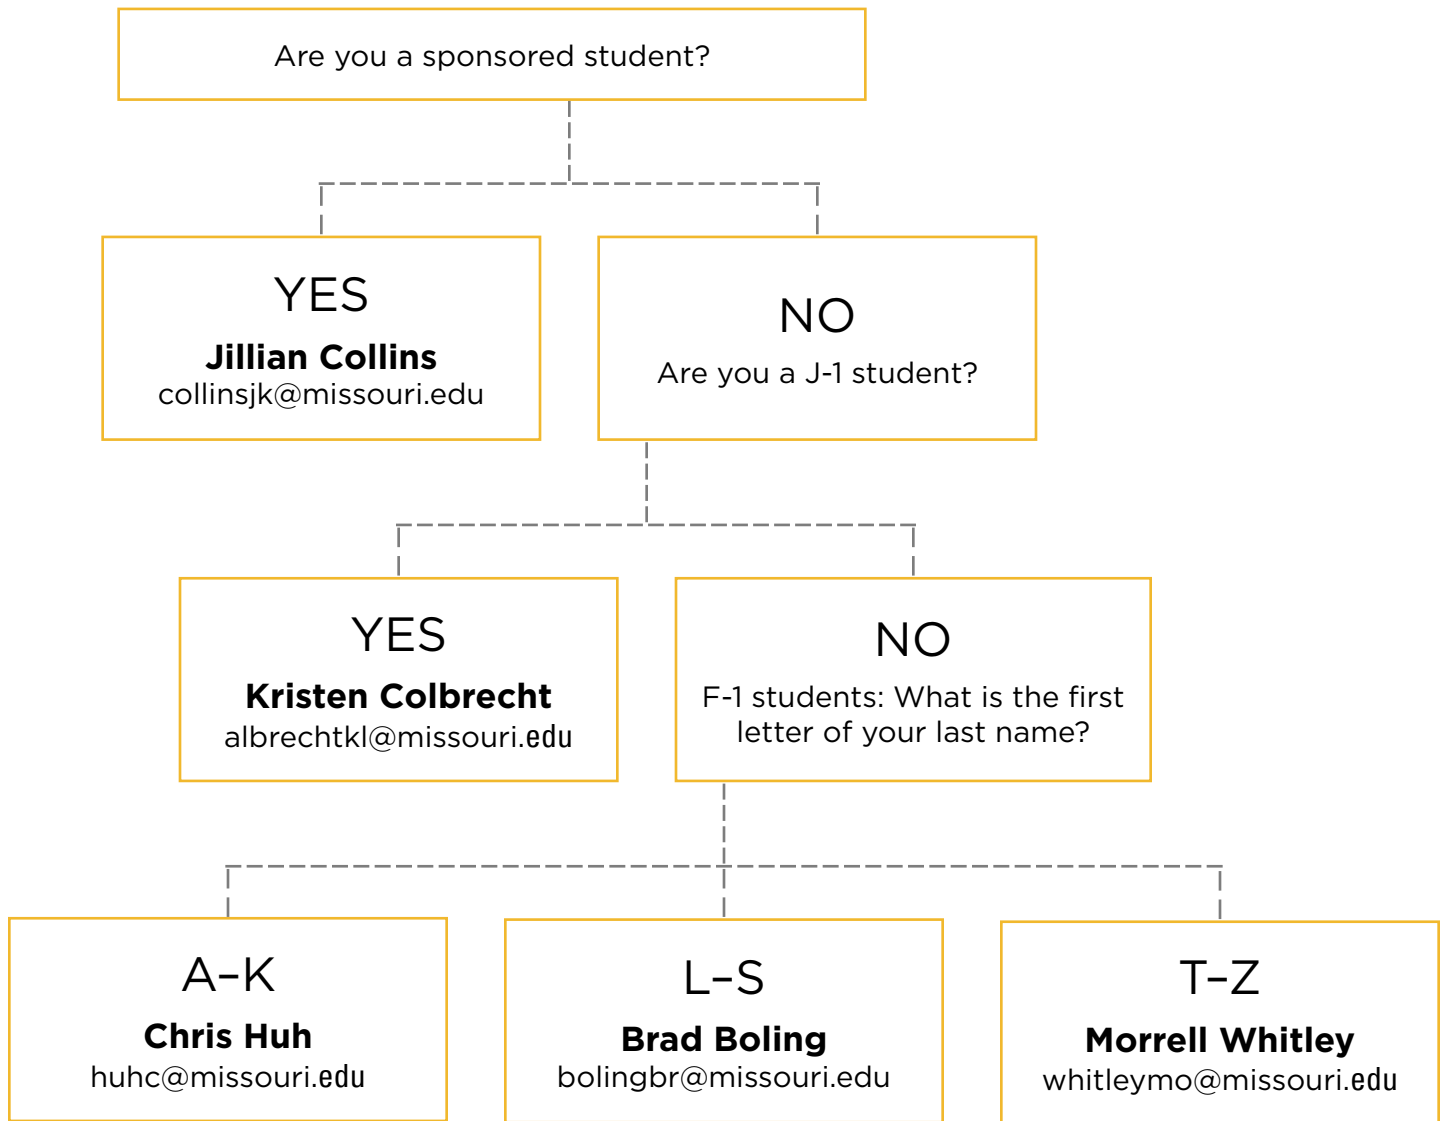 Are you a sponsored student?
YES
Jillian Collins
collinsjk@missouri.edu
NO
Are you a J-1 student?
YES
Kristen Colbrecht
albrechtkl@missouri.edu
NO
F-1 students: What is the first
letter of your last name?
A–K
Chris Huh
huhc@missouri.edu
L–S
Brad Boling
bolingbr@missouri.edu
T–Z
Morrell Whitley
whitleymo@missouri.edu